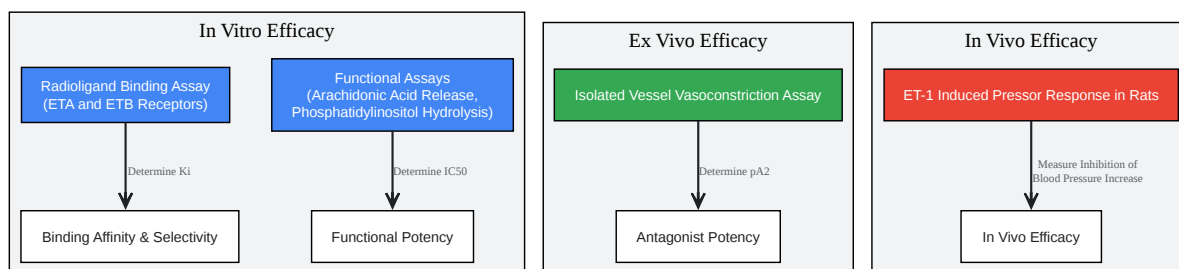 In Vitro Efficacy
Radioligand Binding Assay
(ETA and ETB Receptors)
Functional Assays
(Arachidonic Acid Release,
Phosphatidylinositol Hydrolysis)
Determine Ki
Determine IC50
Binding Affinity & Selectivity
Functional Potency
Ex Vivo Efficacy
Isolated Vessel Vasoconstriction Assay
Determine pA2
Antagonist Potency
In Vivo Efficacy
ET-1 Induced Pressor Response in Rats
Measure Inhibition of
Blood Pressure Increase
In Vivo Efficacy